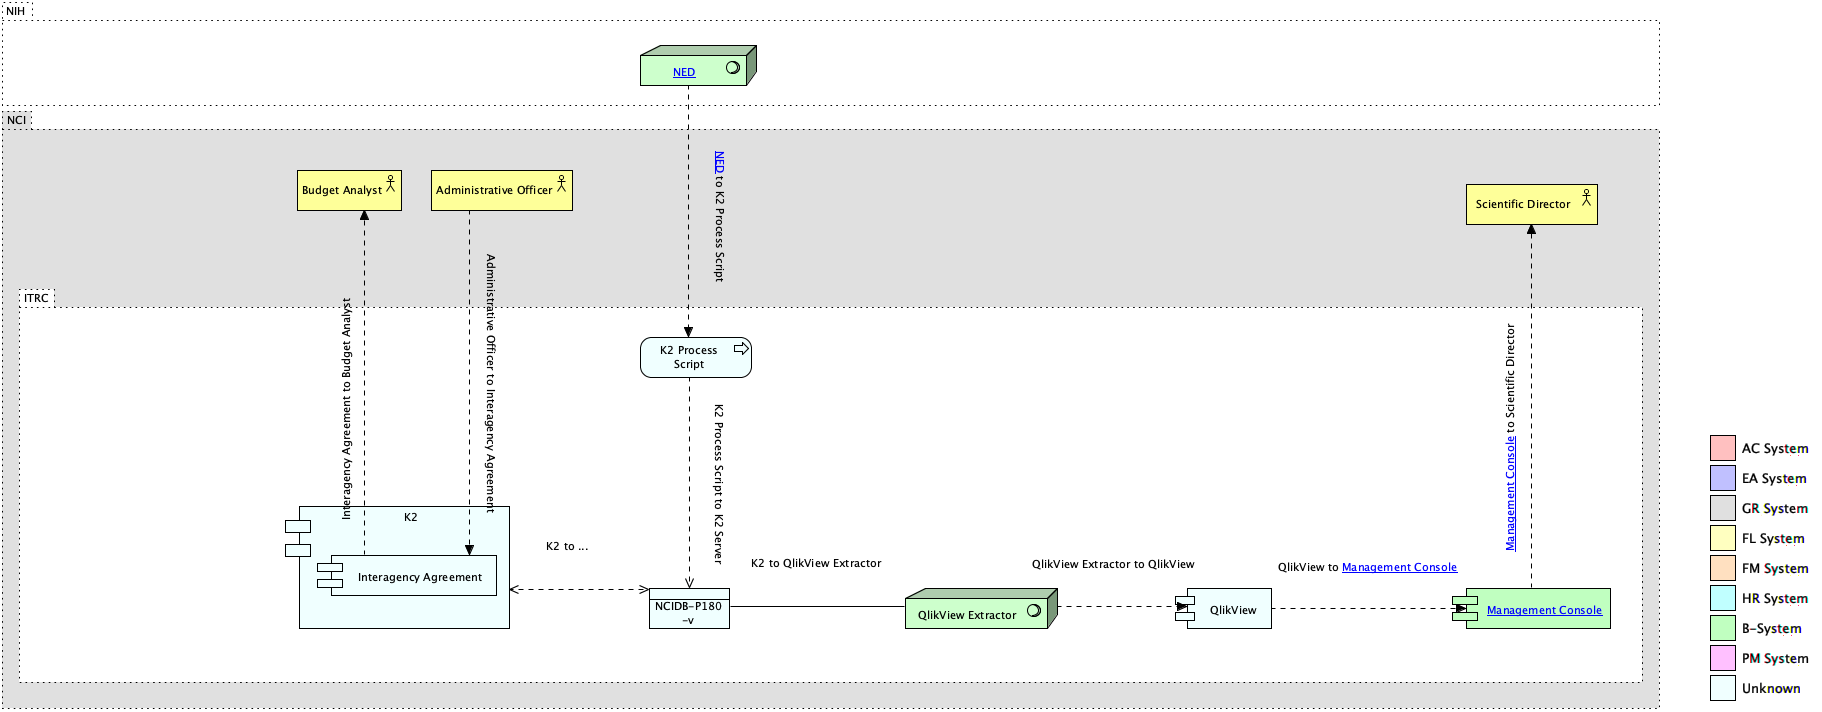 NIH
NED
NCI
Budget Analyst
Administrative Officer
Scientific Director
NED to K2 Process Script
Administrative Officer to Interagency Agreement
Interagency Agreement to Budget Analyst
ITRC
K2 Process
Script
Management Console to Scientific Director
K2 Process Script to K2 Server
K2
Interagency Agreement
K2 to ...
K2 to QlikView Extractor
QlikView Extractor to QlikView
QlikView to Management Console
NCIDB-P180
-v
QlikView Extractor
QlikView
Management Console
AC System
EA System
GR System
FL System
FM System
HR System
B-System
PM System
Unknown